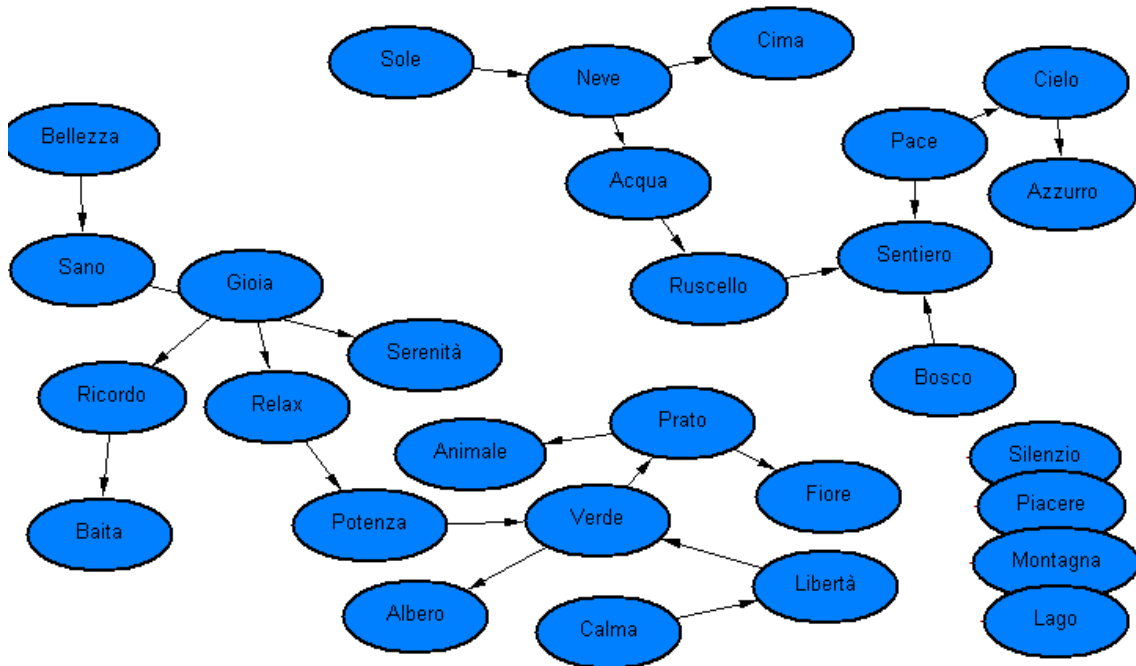 Cima
Sole
Neve
Cielo
Bellezza
Pace
Acqua
Azzurro
Sano
Gioia
Sentiero
Ruscello
Serenità
Ricordo
Relax
Bosco
Prato
Animale
Silenzio
Fiore
Piacere
Baita
Potenza
Verde
Montagna
Libertà
Albero
Calma
Lago